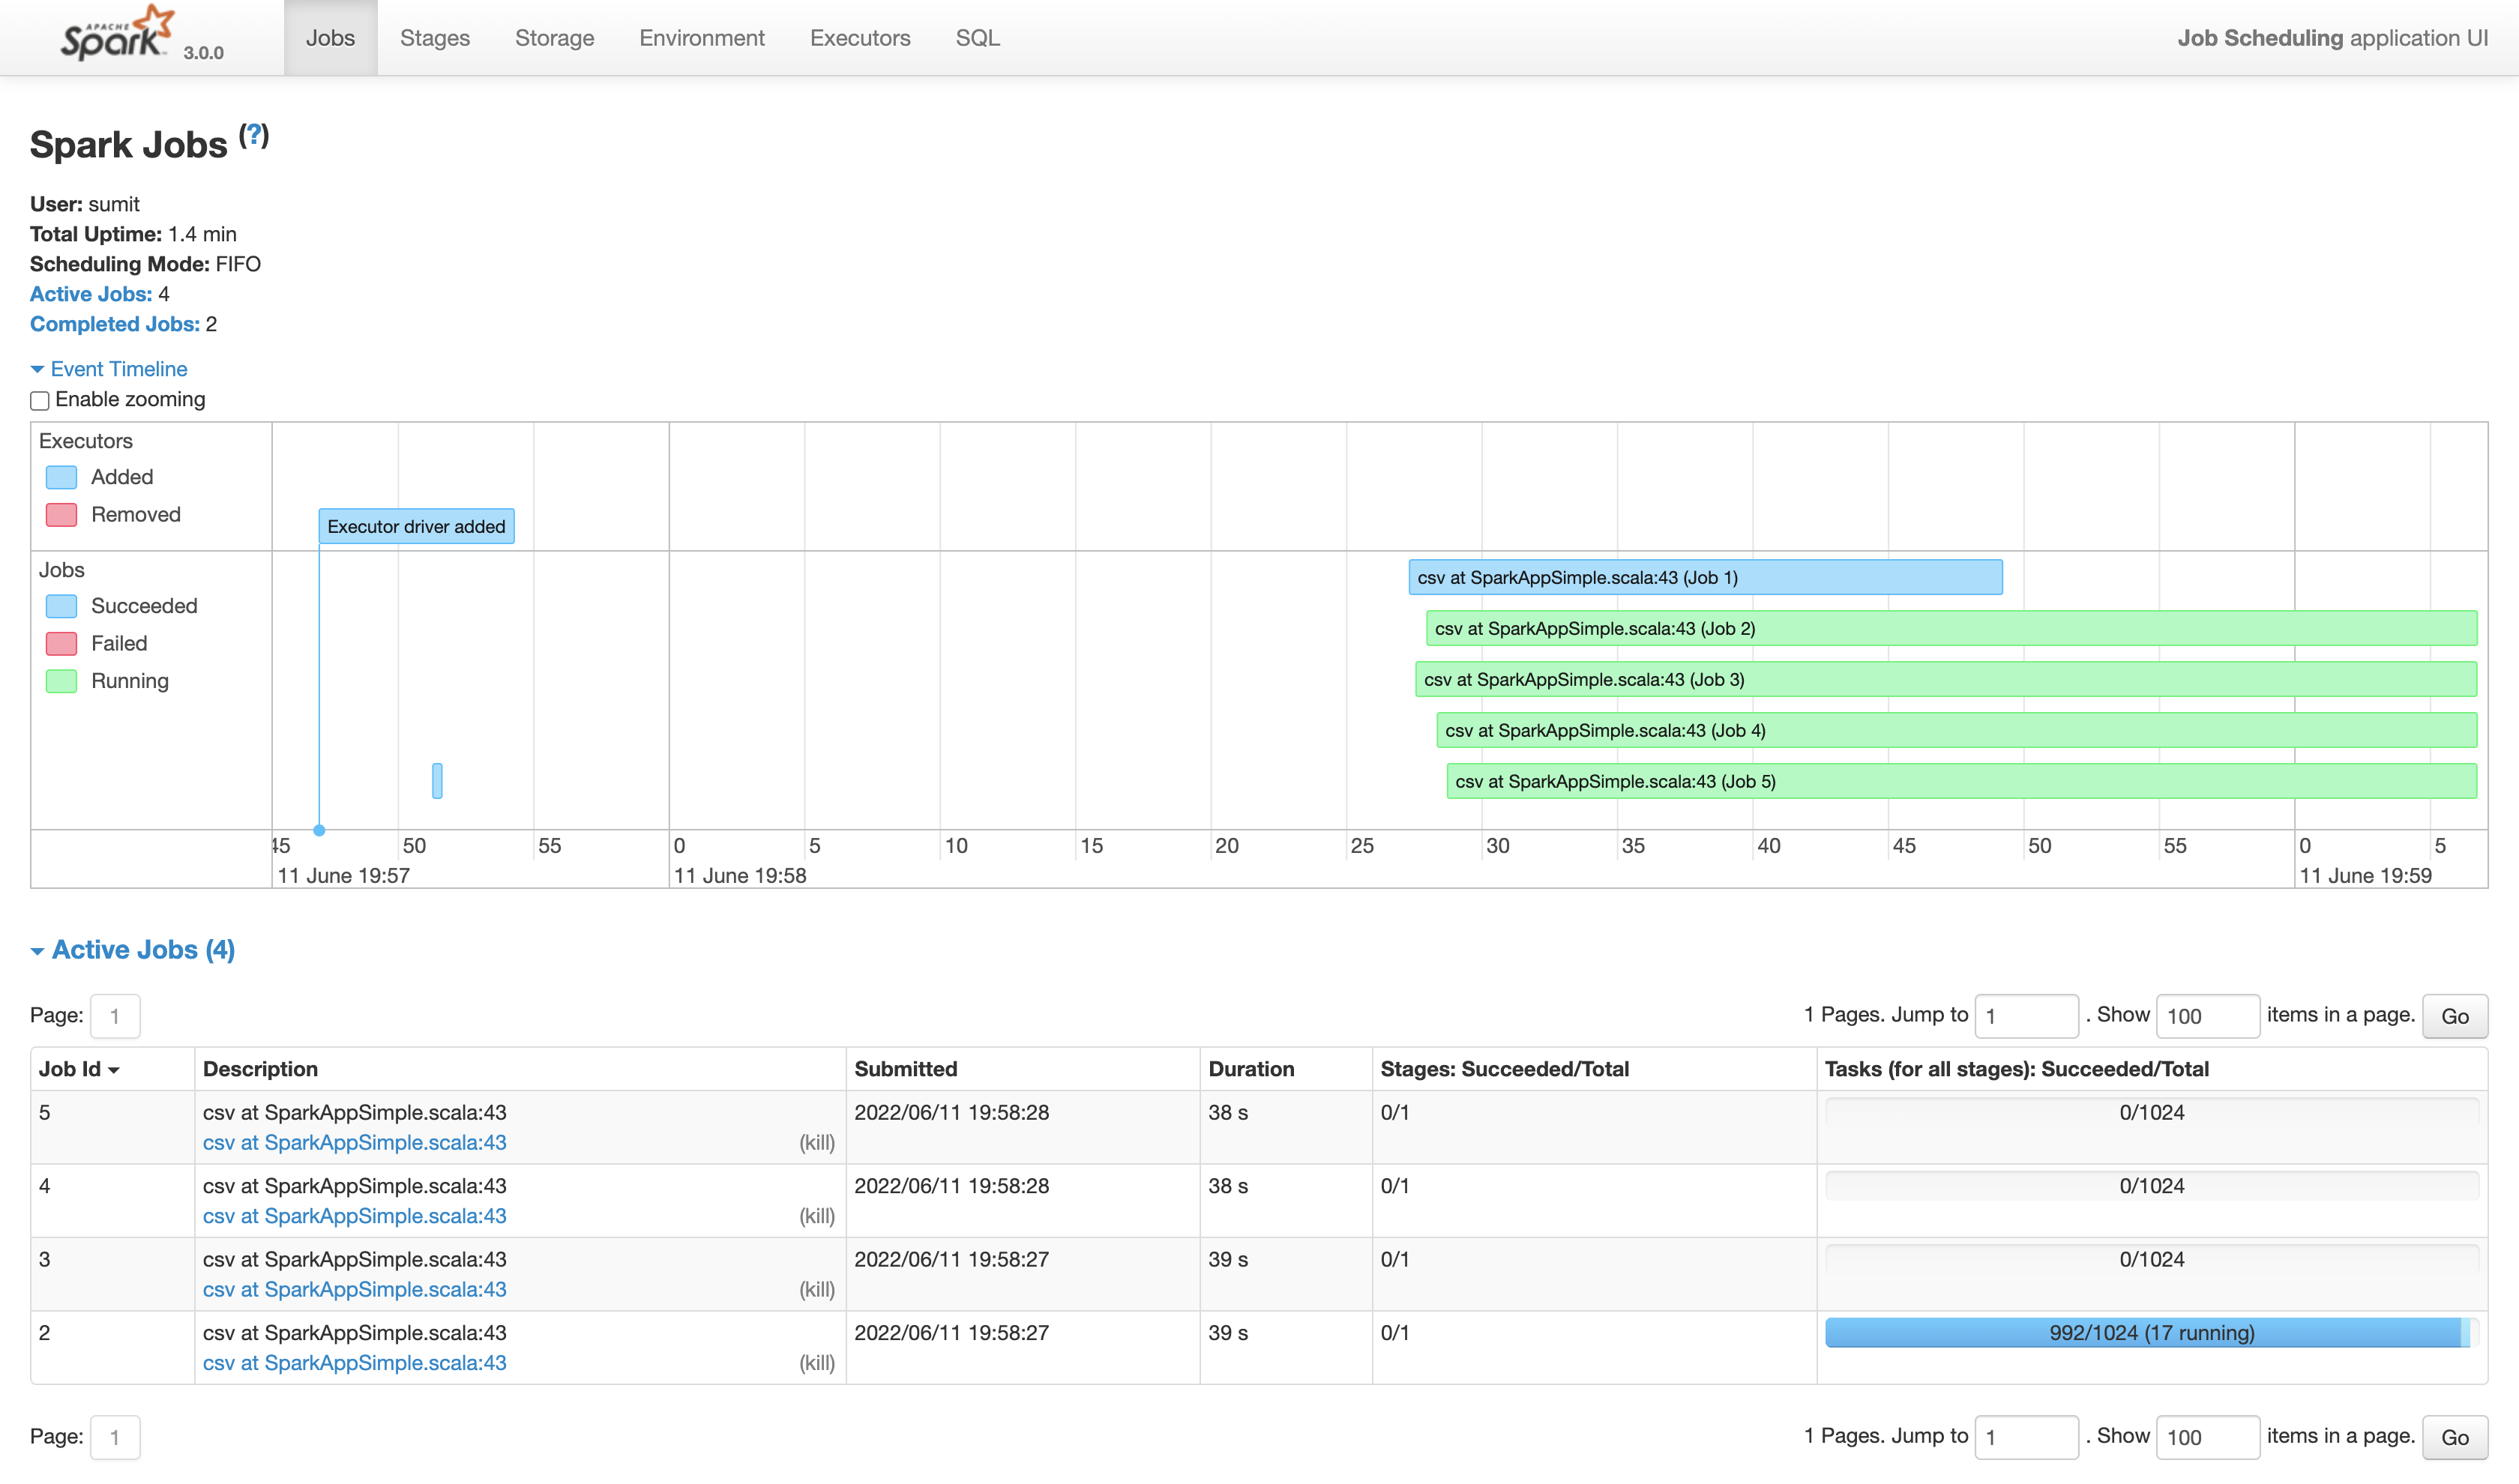 APACHE
Spark 3.0.0
Jobs
Stages
Storage
Environment
Executors
SQL
Job Scheduling application UI
Spark Jobs (?)
User: sumit
Total Uptime: 1.4 min
Scheduling Mode: FIFO
Active Jobs: 4
Completed Jobs: 2
Event Timeline
Enable zooming
Executors
Added
Removed
Executor driver added
Jobs
Succeeded
Failed
Running
csv at SparkAppSimple.scala:43 (Job 1)
csv at SparkAppSimple.scala:43 (Job 2)
csv at SparkAppSimple.scala:43 (Job 3)
csv at SparkAppSimple.scala:43 (Job 4)
csv at SparkAppSimple.scala:43 (Job 5)
45 50 55 0 5 10 15 20 25 30 35 40 45 50 55 0 5
11 June 19:57 11 June 19:58 11 June 19:59
Active Jobs (4)
Page: 1 1 Pages. Jump to 1 . Show 100 items in a page. Go
Job Id Description Submitted Duration Stages: Succeeded/Total Tasks (for all stages): Succeeded/Total
5 csv at SparkAppSimple.scala:43 2022/06/11 19:58:28 38 s 0/1 0/1024
csv at SparkAppSimple.scala:43 (kill)
4 csv at SparkAppSimple.scala:43 2022/06/11 19:58:28 38 s 0/1 0/1024
csv at SparkAppSimple.scala:43 (kill)
3 csv at SparkAppSimple.scala:43 2022/06/11 19:58:27 39 s 0/1 0/1024
csv at SparkAppSimple.scala:43 (kill)
2 csv at SparkAppSimple.scala:43 2022/06/11 19:58:27 39 s 0/1 992/1024 (17 running)
csv at SparkAppSimple.scala:43 (kill)
Page: 1 1 Pages. Jump to 1 . Show 100 items in a page. Go